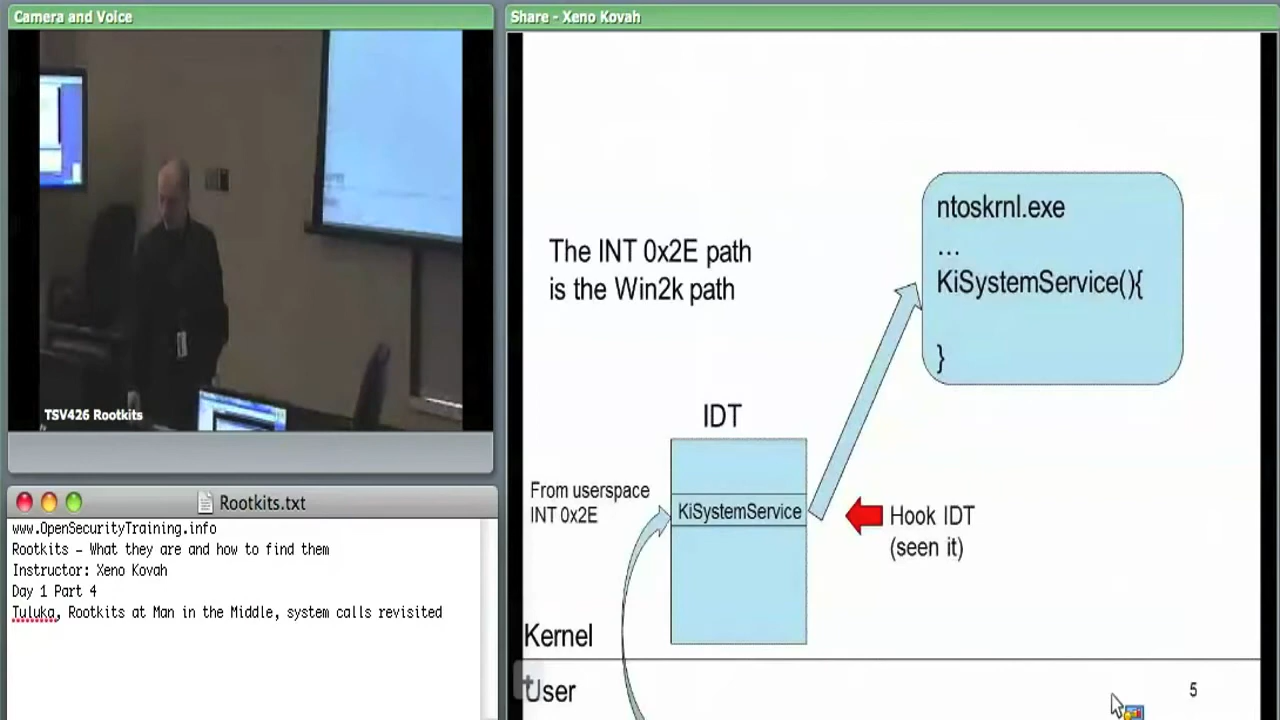 Camera and Voice
TSV426 Rootkits
Rootkits.txt
www.OpenSecurityTraining.info
Rootkits - What they are and how to find them
Instructor: Xeno Kovah
Day 1 Part 4
Tuluka, Rootkits at Man in the Middle, system calls revisited
Share - Xeno Kovah
ntoskrnl.exe
...
KiSystemService(){
}
The INT 0x2E path
is the Win2k path
IDT
From userspace
INT 0x2E
KiSystemService
Hook IDT
(seen it)
Kernel
User
5